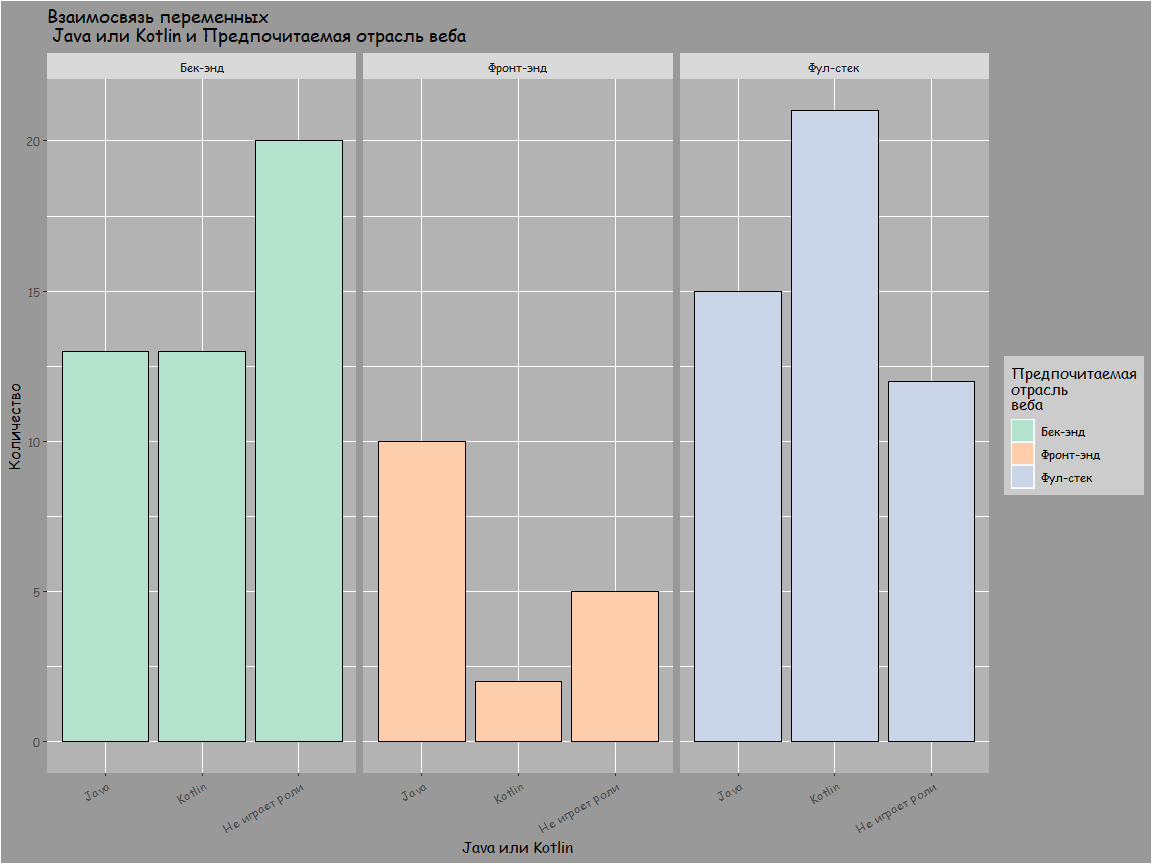 Взаимосвязь переменных
Java или Kotlin и Предпочитаемая отрасль веба
Бек-энд
Фронт-энд
Фул-стек
Количество
20
15
10
5
0
Java
Kotlin
Не играет роли
Java
Kotlin
Не играет роли
Java
Kotlin
Не играет роли
Java или Kotlin
Предпочитаемая
отрасль
веба
Бек-энд
Фронт-энд
Фул-стек